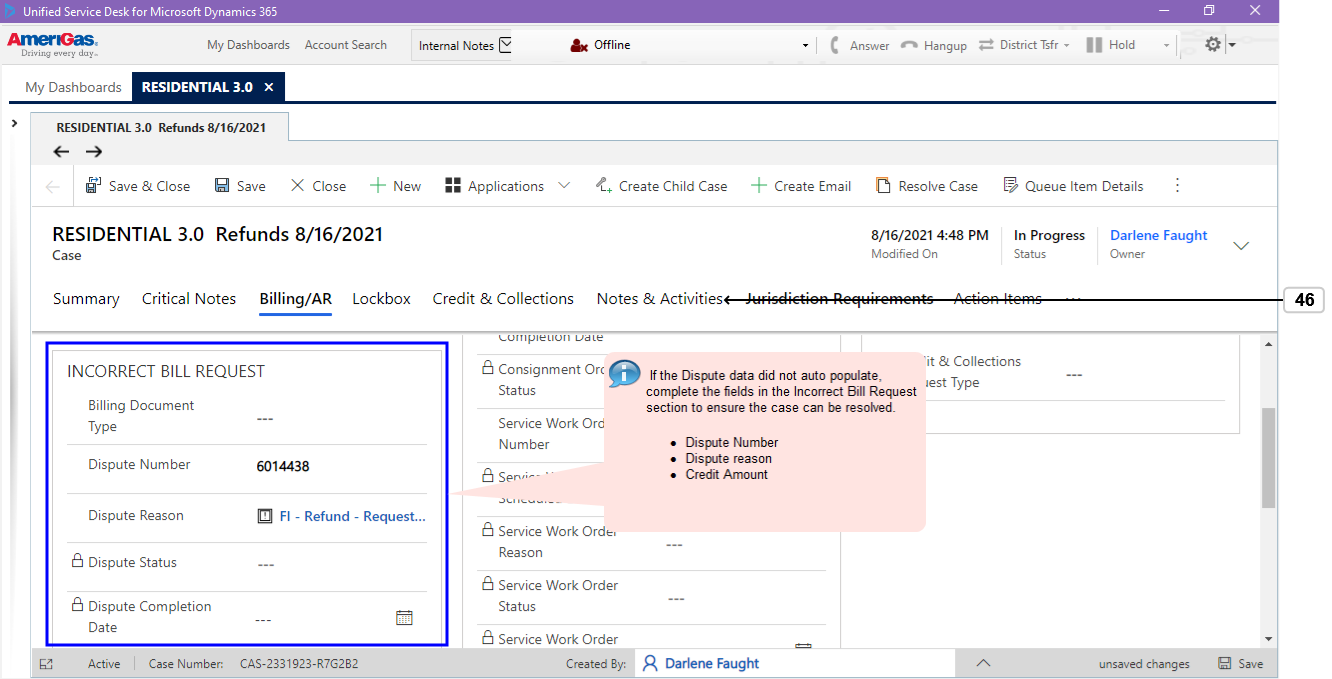 Unified Service Desk for Microsoft Dynamics 365
AmeriGas.
Driving every day..
My Dashboards Account Search Internal Notes Offline Answer Hangup District Tsfr Hold
My Dashboards RESIDENTIAL 3.0 ×
RESIDENTIAL 3.0 Refunds 8/16/2021
Save & Close Save Close New Applications Create Child Case Create Email Resolve Case Queue Item Details
RESIDENTIAL 3.0 Refunds 8/16/2021
Case
8/16/2021 4:48 PM
Modified On
In Progress
Status
Darlene Faught
Owner
Summary Critical Notes Billing/AR Lockbox Credit & Collections Notes & Activities Jurisdiction Requirements Action Items ...
46
INCORRECT BILL REQUEST
Billing Document
Type
---
Dispute Number 6014438
Dispute Reason FI - Refund - Request...
Dispute Status ---
Dispute Completion
Date
---
Completion Date
Consignment Ord
Status
Service Work Ord
Number
Service Work Order
Reason
---
Service Work Order
Status
---
Service Work Order
it & Collections
uest Type
---
If the Dispute data did not auto populate,
complete the fields in the Incorrect Bill Request
section to ensure the case can be resolved.
• Dispute Number
• Dispute reason
• Credit Amount
Active Case Number: CAS-2331923-R7G2B2 Created By: Darlene Faught unsaved changes Save